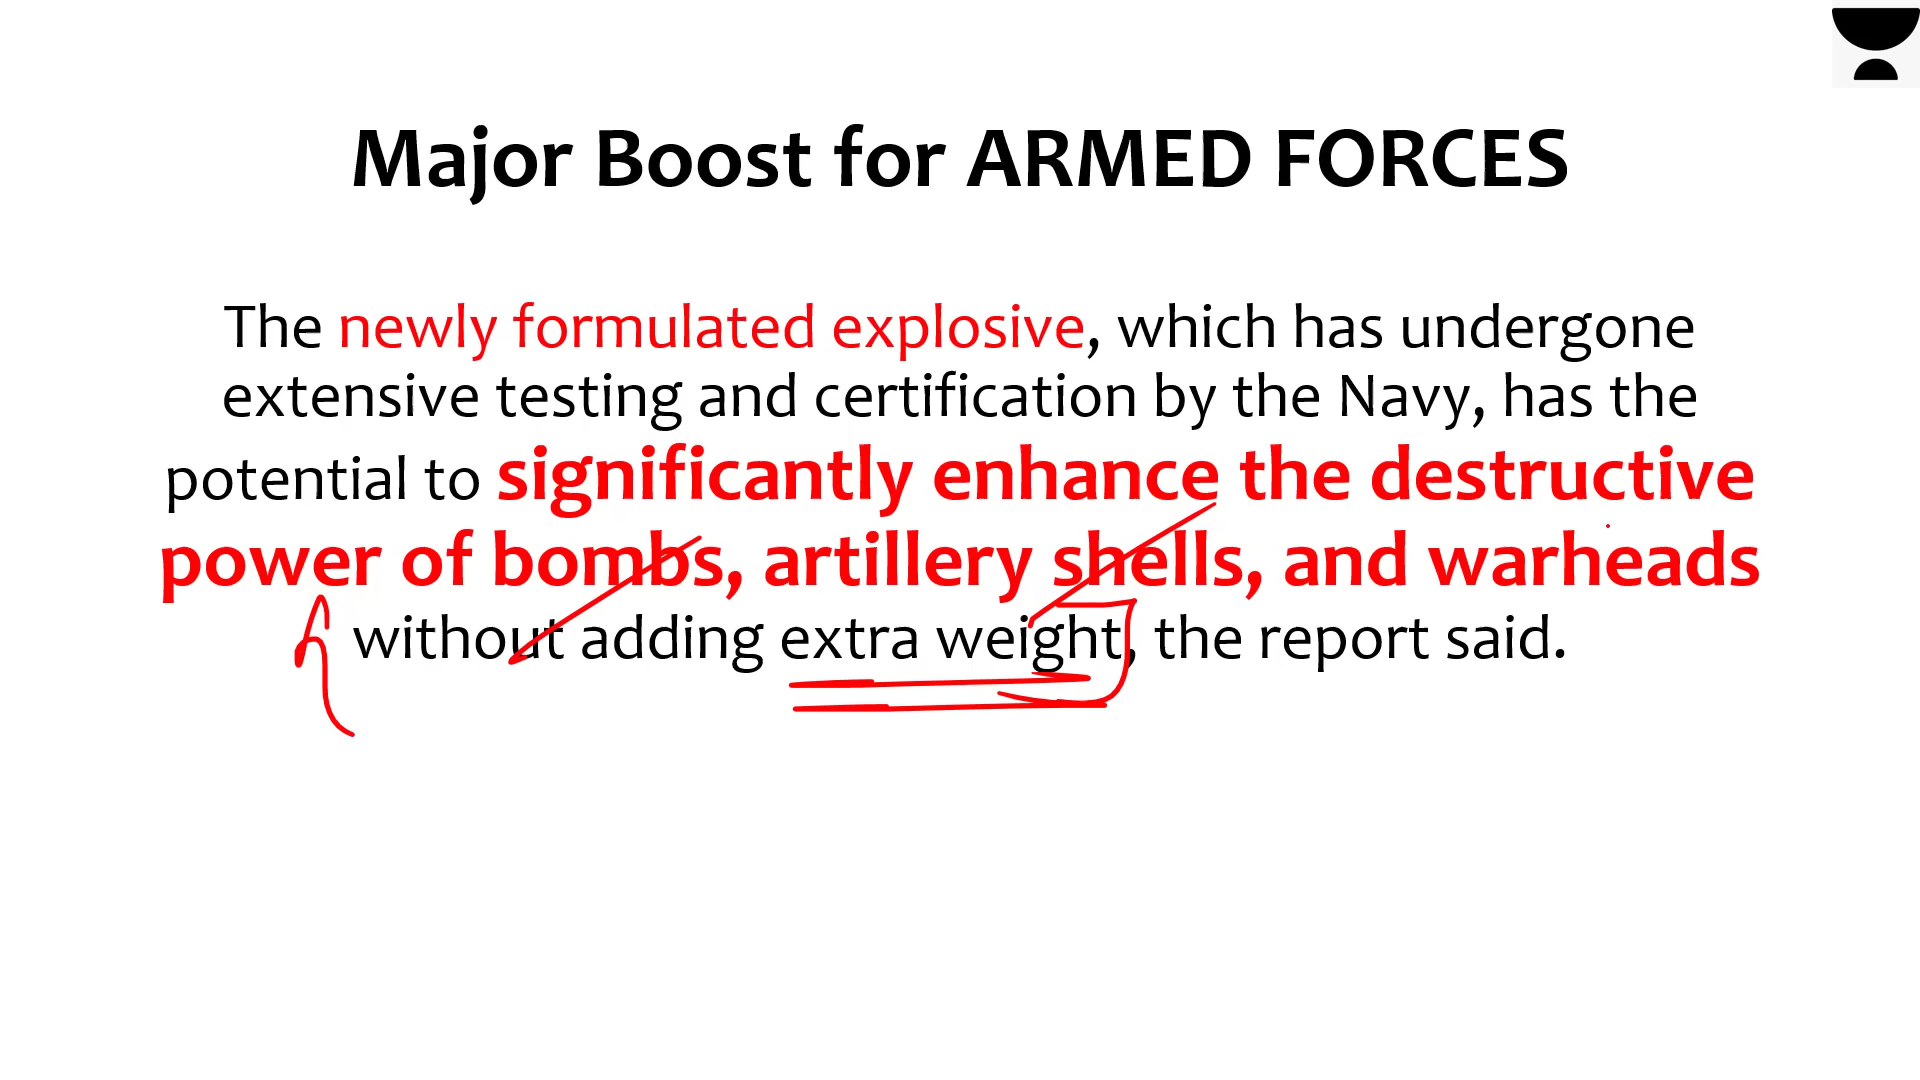 Major Boost for ARMED FORCES
The newly formulated explosive, which has undergone
extensive testing and certification by the Navy, has the
potential to significantly enhance the destructive
power of bombs, artillery shells, and warheads
without adding extra weight, the report said.